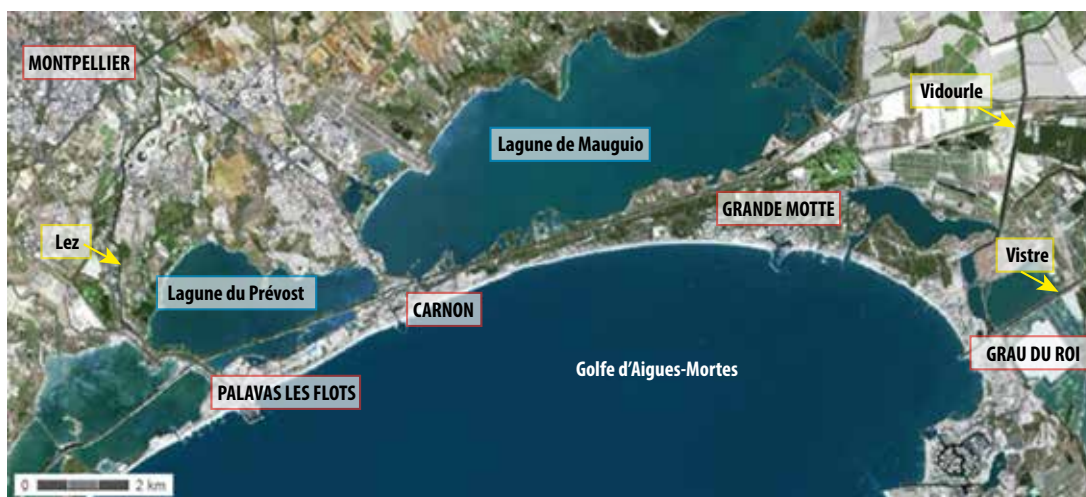 MONTPELLIER
Vidourle
Lagune de Mauguio
GRANDE MOTTE
Lez
Vistre
Lagune du Prévost
CARNON
GRAU DU ROI
Golfe d'Aigues-Mortes
PALAVAS LES FLOTS
0 2 km